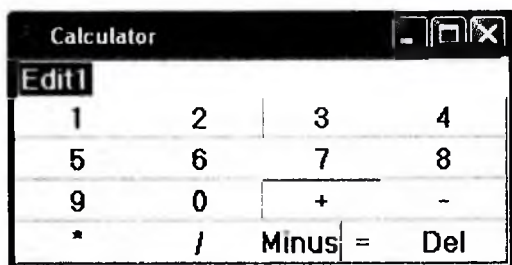 Calculator
Edit1
1 2 3 4
5 6 7 8
9 0 + -
* / Minus = Del